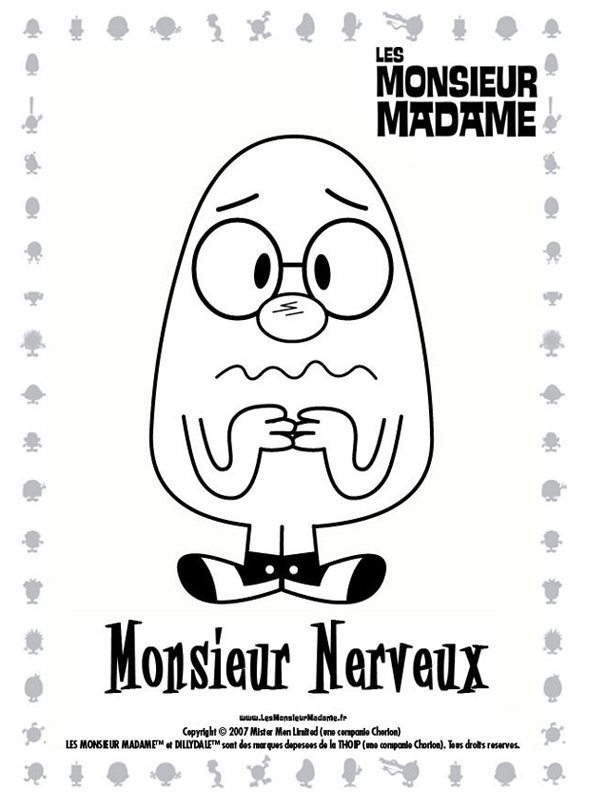 LES
MONSIEUR
MADAME
Monsieur Nerveux
www.LesMonsieurMadame.fr
Copyright © 2007 Mister Men Limited (une companie Chorion)
LES MONSIEUR MADAME™ et DILLYDALE™ sont des marques deposees de la THOIP (une companie Chorion). Tous droits reserves.